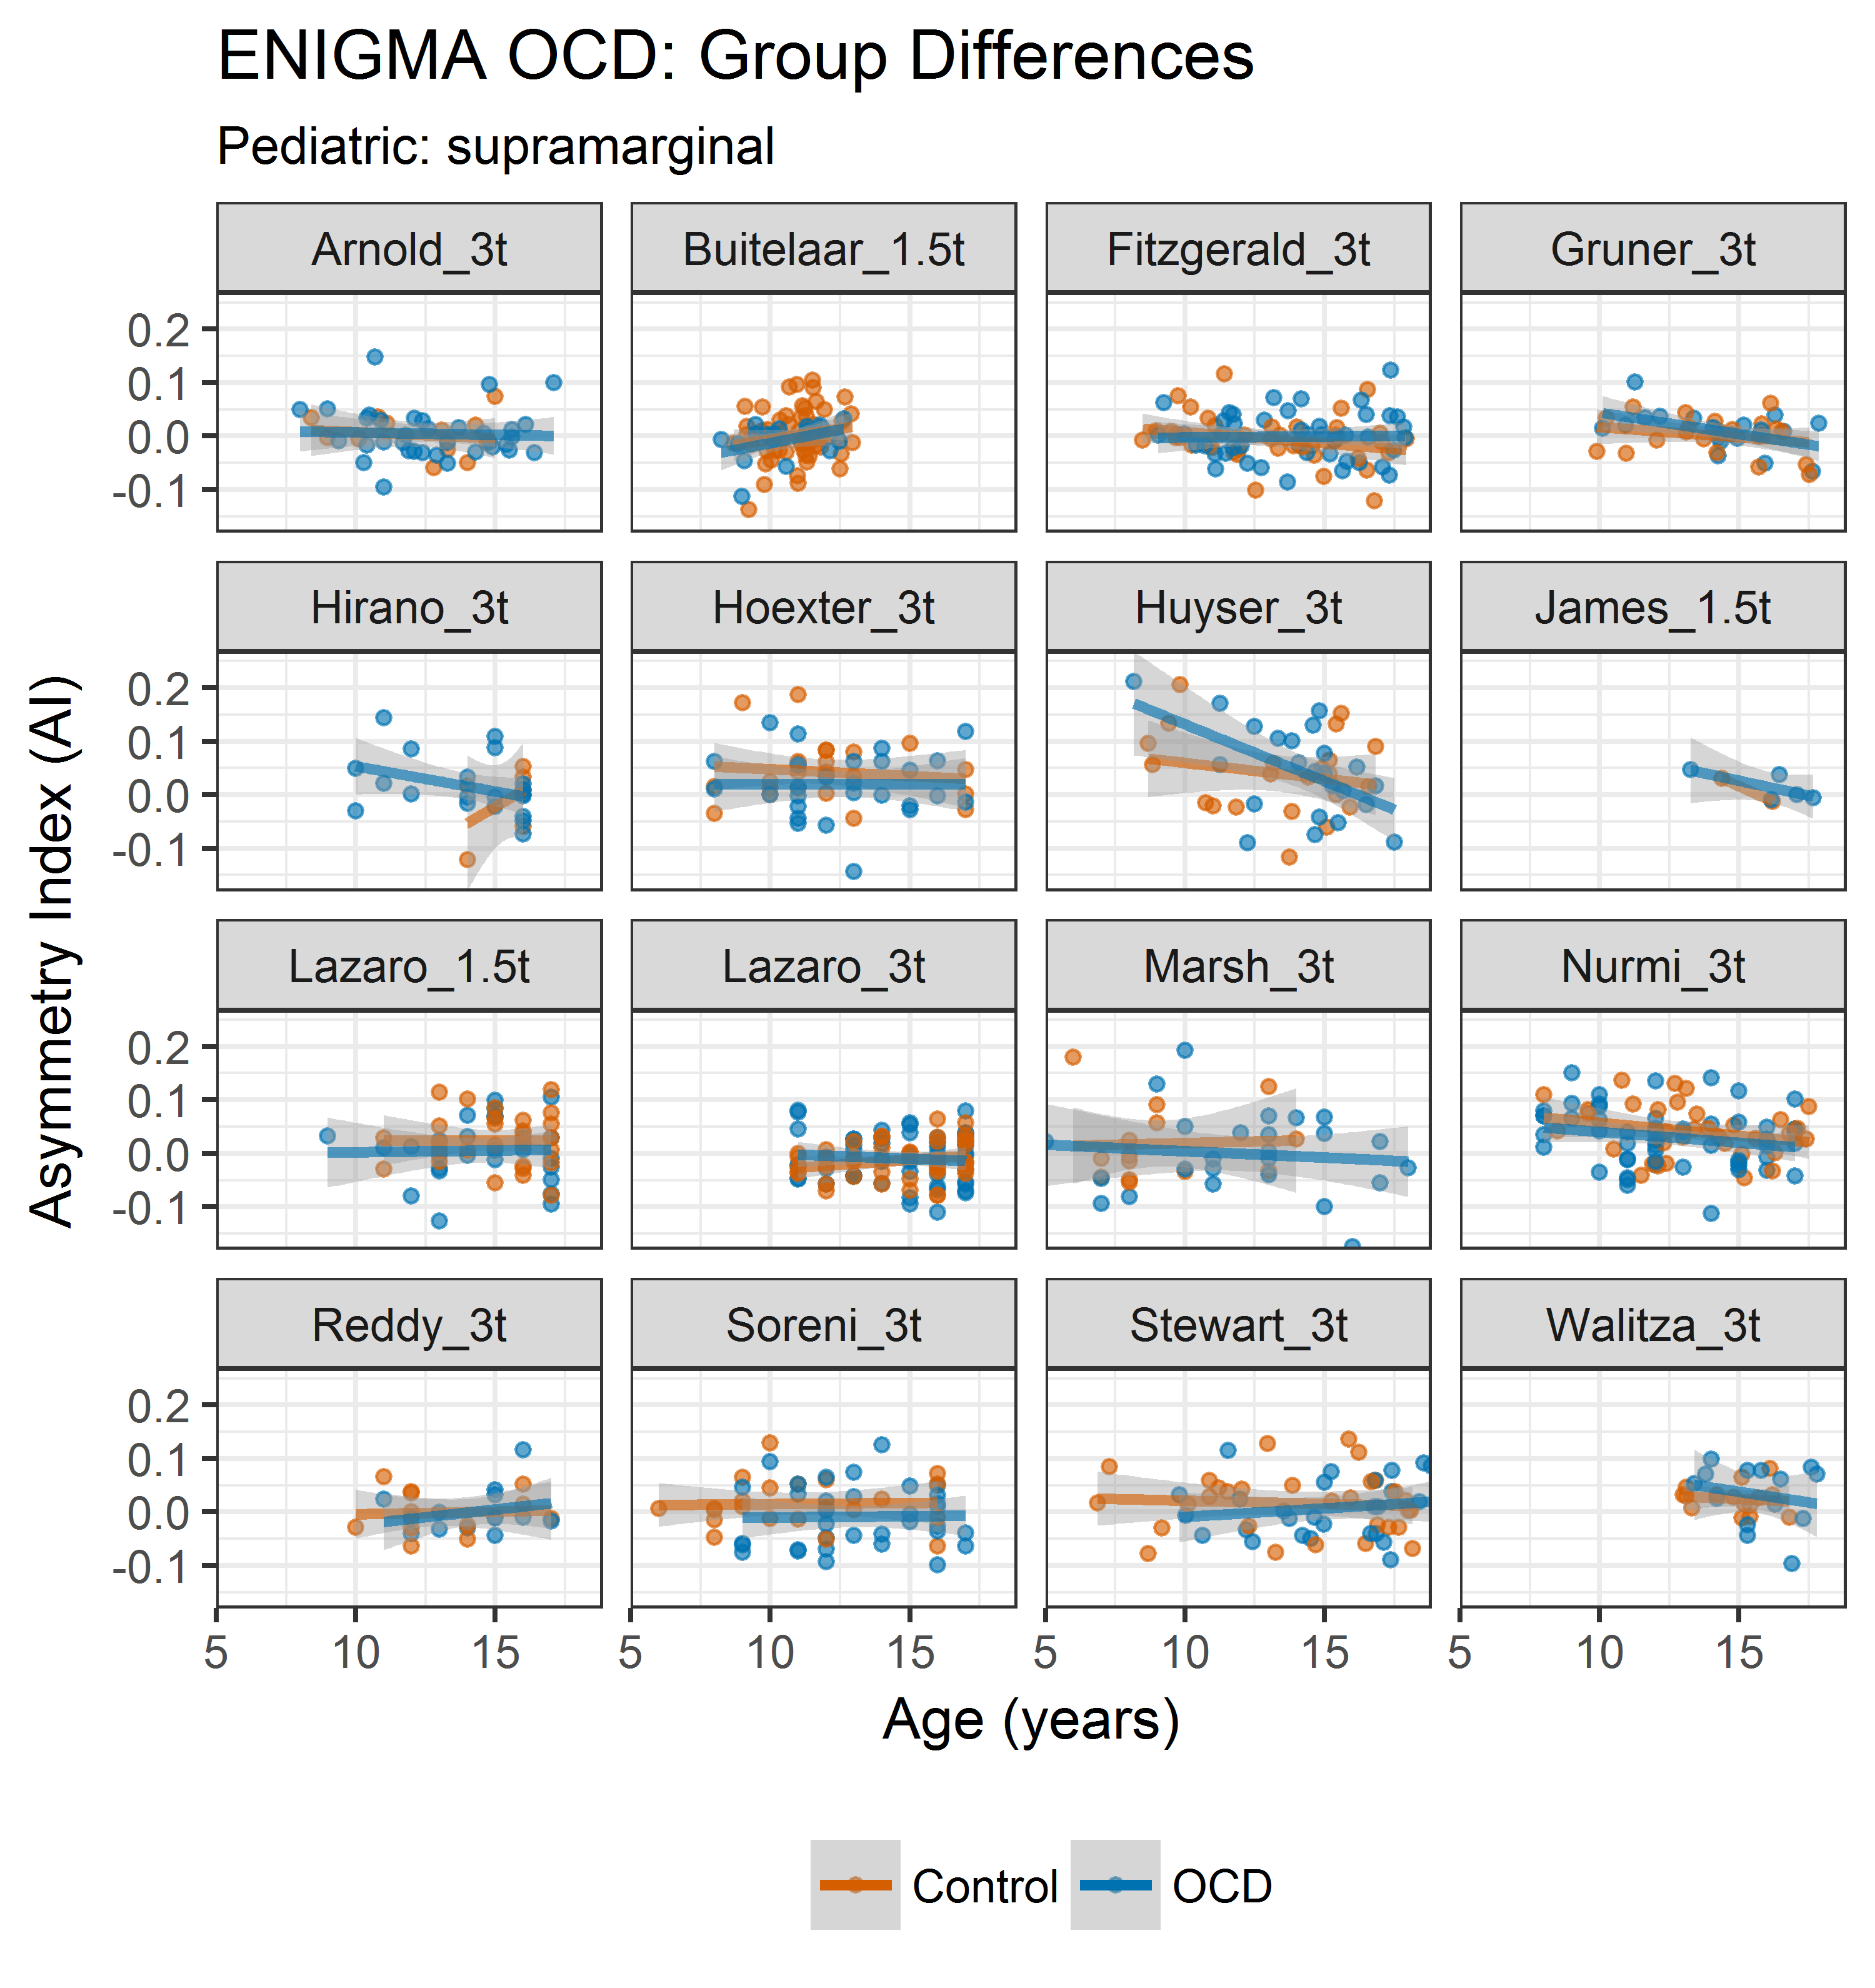 ENIGMA OCD: Group Differences
Pediatric: supramarginal
Arnold_3t Buitelaar_1.5t Fitzgerald_3t Gruner_3t
0.2
0.1
0.0
-0.1
Hirano_3t Hoexter_3t Huyser_3t James_1.5t
0.2
0.1
0.0
-0.1
Asymmetry Index (AI)
Lazaro_1.5t Lazaro_3t Marsh_3t Nurmi_3t
0.2
0.1
0.0
-0.1
Reddy_3t Soreni_3t Stewart_3t Walitza_3t
0.2
0.1
0.0
-0.1
5 10 15 5 10 15 5 10 15 5 10 15
Age (years)
Control OCD